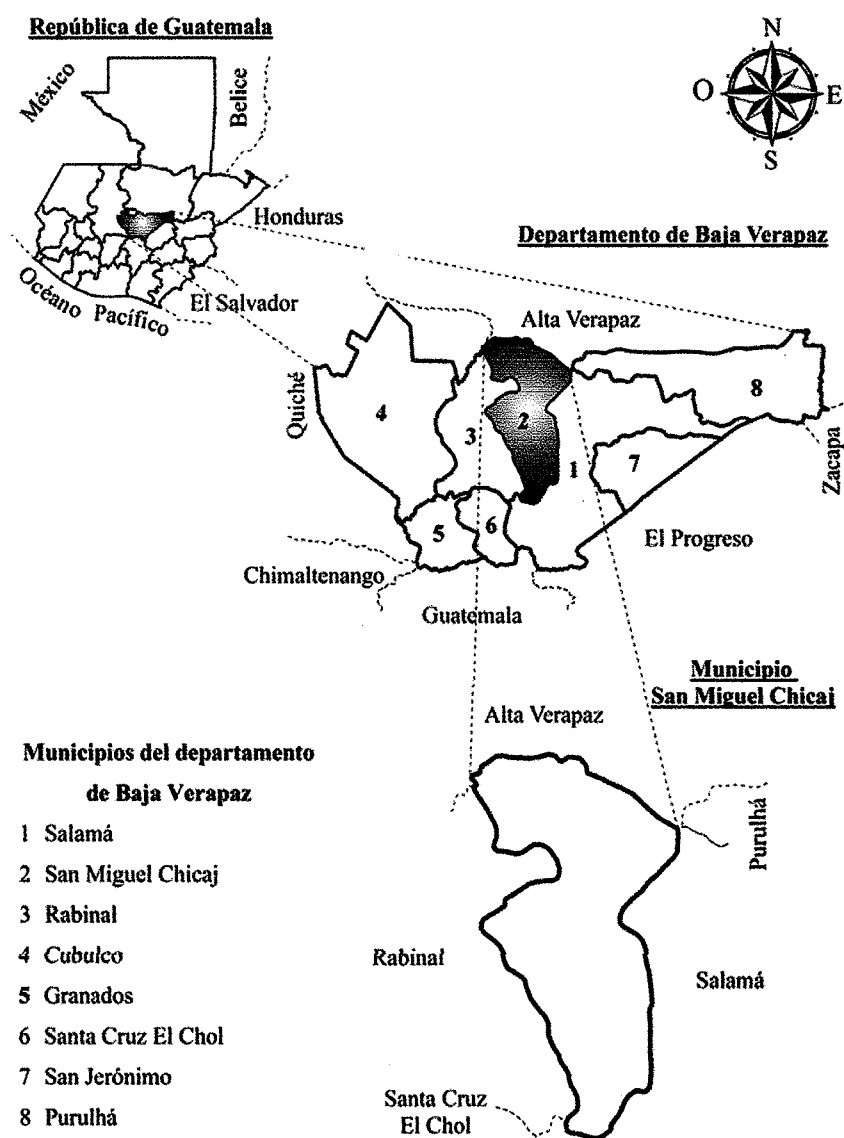 República de Guatemala
México
Belice
N
O
E
S
Honduras
El Salvador
Océano Pacífico
Departamento de Baja Verapaz
Alta Verapaz
Quiché
4
3
2
1
8
7
5
6
Zacapa
El Progreso
Chimaltenango
Guatemala
Municipio
San Miguel Chicaj
Alta Verapaz
Purulhá
Rabinal
Salamá
Santa Cruz
El Chol
Municipios del departamento
de Baja Verapaz
1 Salamá
2 San Miguel Chicaj
3 Rabinal
4 Cubulco
5 Granados
6 Santa Cruz El Chol
7 San Jerónimo
8 Purulhá